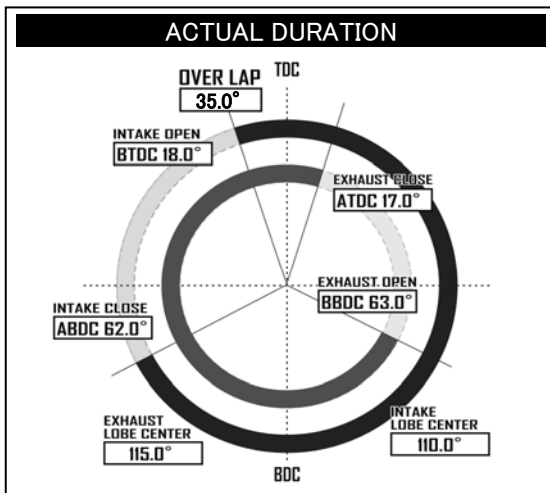 ACTUAL DURATION
TDC
OVER LAP
35.0°
INTAKE OPEN
BTDC 18.0°
EXHAUST CLOSE
ATDC 17.0°
EXHAUST OPEN
BBDC 63.0°
INTAKE CLOSE
ABDC 62.0°
EXHAUST
LOBE CENTER
115.0°
INTAKE
LOBE CENTER
110.0°
BDC